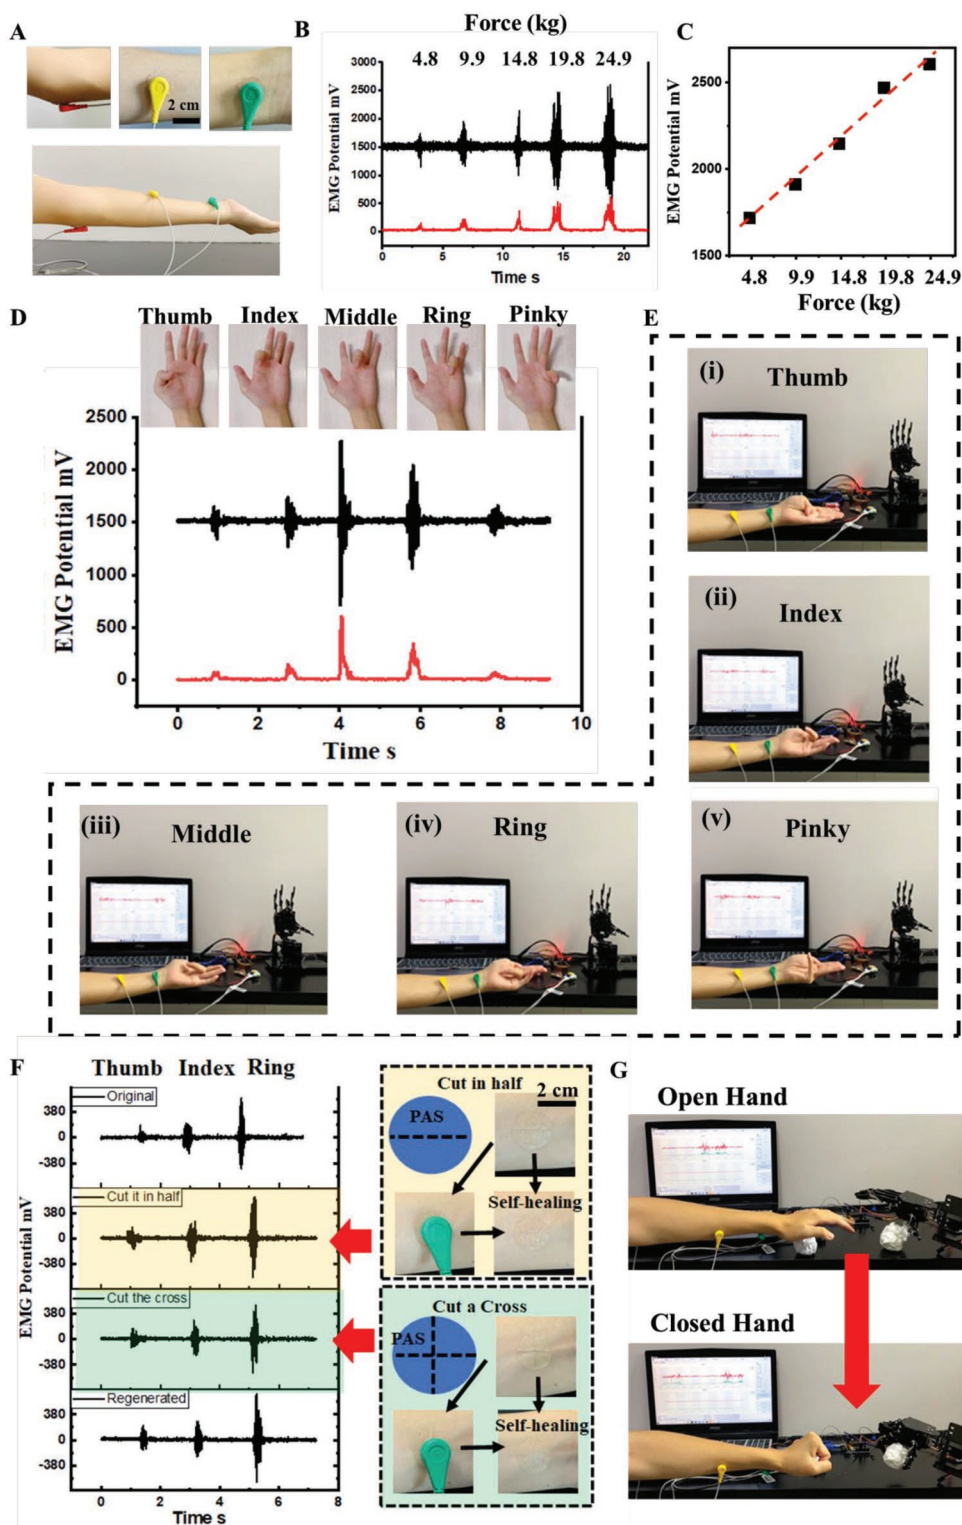 A
2 cm
B
Force (kg)
4.8 9.9 14.8 19.8 24.9
EMG Potential mV
3000
2500
2000
1500
1000
500
0
0 5 10 15 20
Time s
C
EMG Potential mV
2500
2000
1500
4.8 9.9 14.8 19.8 24.9
Force (kg)
D
Thumb Index Middle Ring Pinky
EMG Potential mV
2500
2000
1500
1000
500
0
0 2 4 6 8 10
Time s
E
(i) Thumb
(ii) Index
(iii) Middle
(iv) Ring
(v) Pinky
F
Thumb Index Ring
EMG Potential mV
Original
380
0
-380
Cut it in half
380
0
-380
Cut the cross
380
0
-380
Regenerated
380
0
-380
0 2 4 6 8
Time s
Cut in half
2 cm
PAS
Self-healing
Cut a Cross
PAS
Self-healing
G
Open Hand
Closed Hand